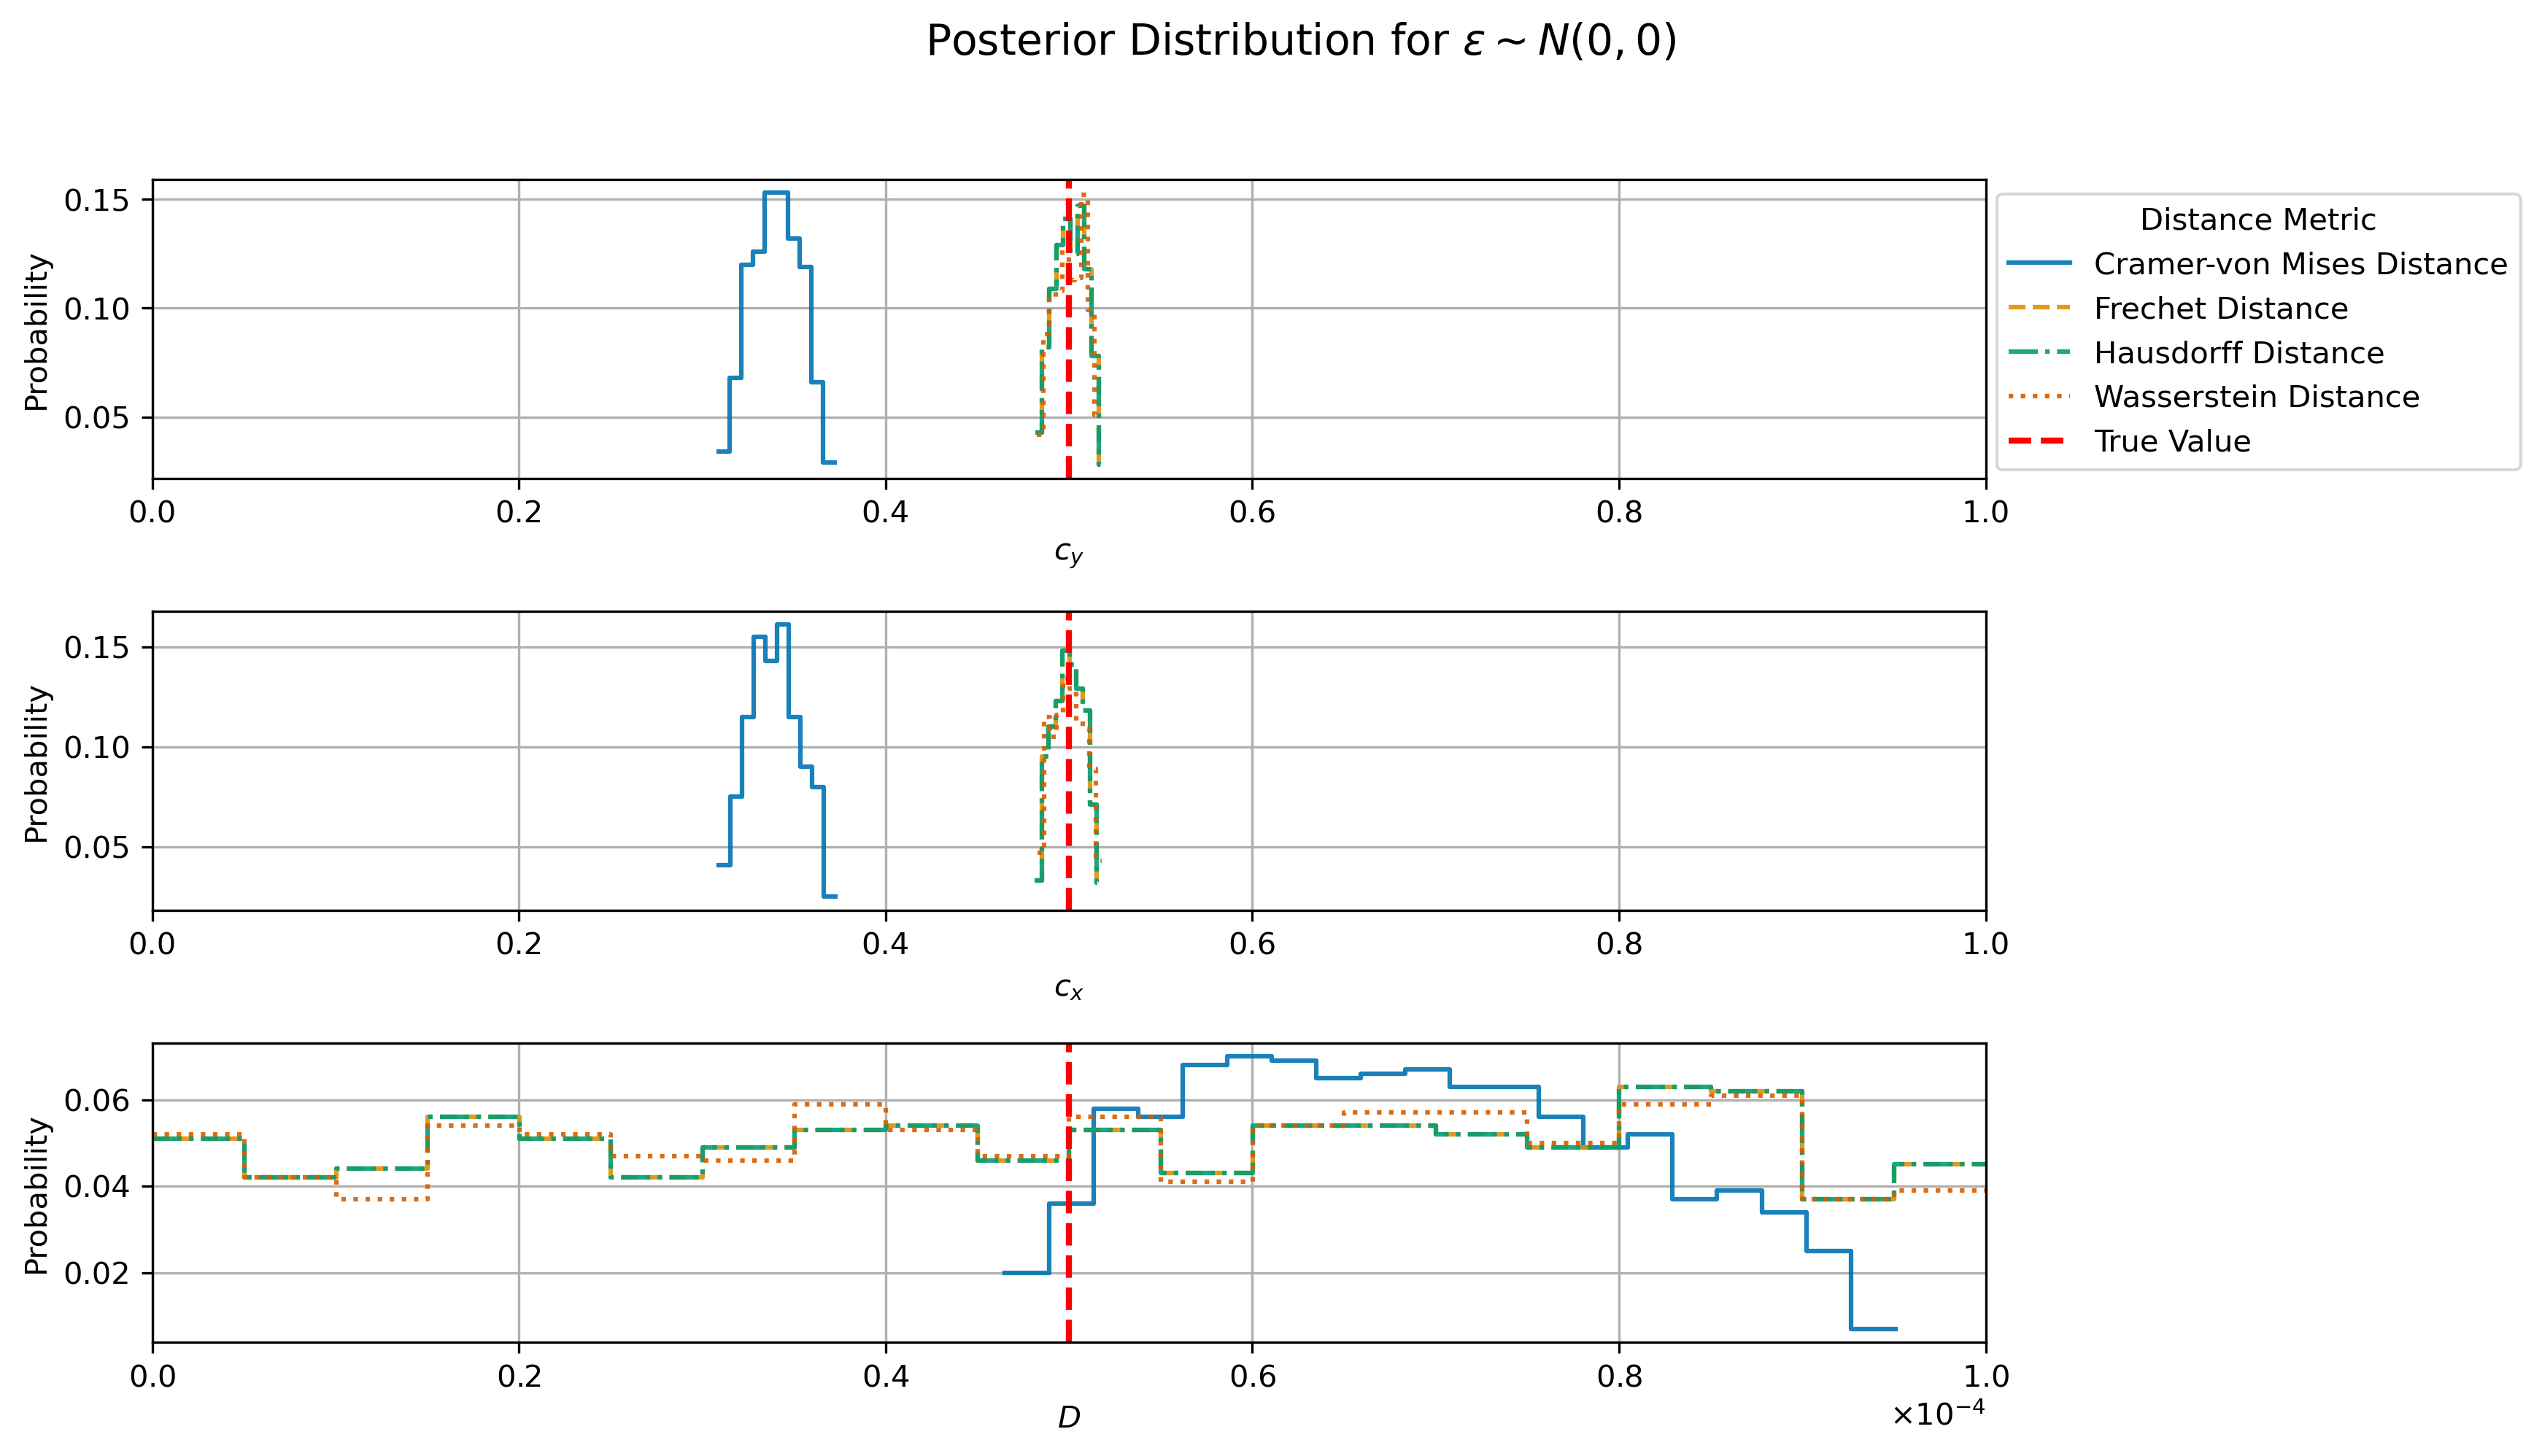 Posterior Distribution for ε ∼ N(0, 0)
0.15
0.10
0.05
Probability
0.0 0.2 0.4 0.6 0.8 1.0
c_y
Distance Metric
Cramer-von Mises Distance
Frechet Distance
Hausdorff Distance
Wasserstein Distance
True Value
0.15
0.10
0.05
Probability
0.0 0.2 0.4 0.6 0.8 1.0
c_x
0.06
0.04
0.02
Probability
0.0 0.2 0.4 0.6 0.8 1.0
D
×10⁻⁴